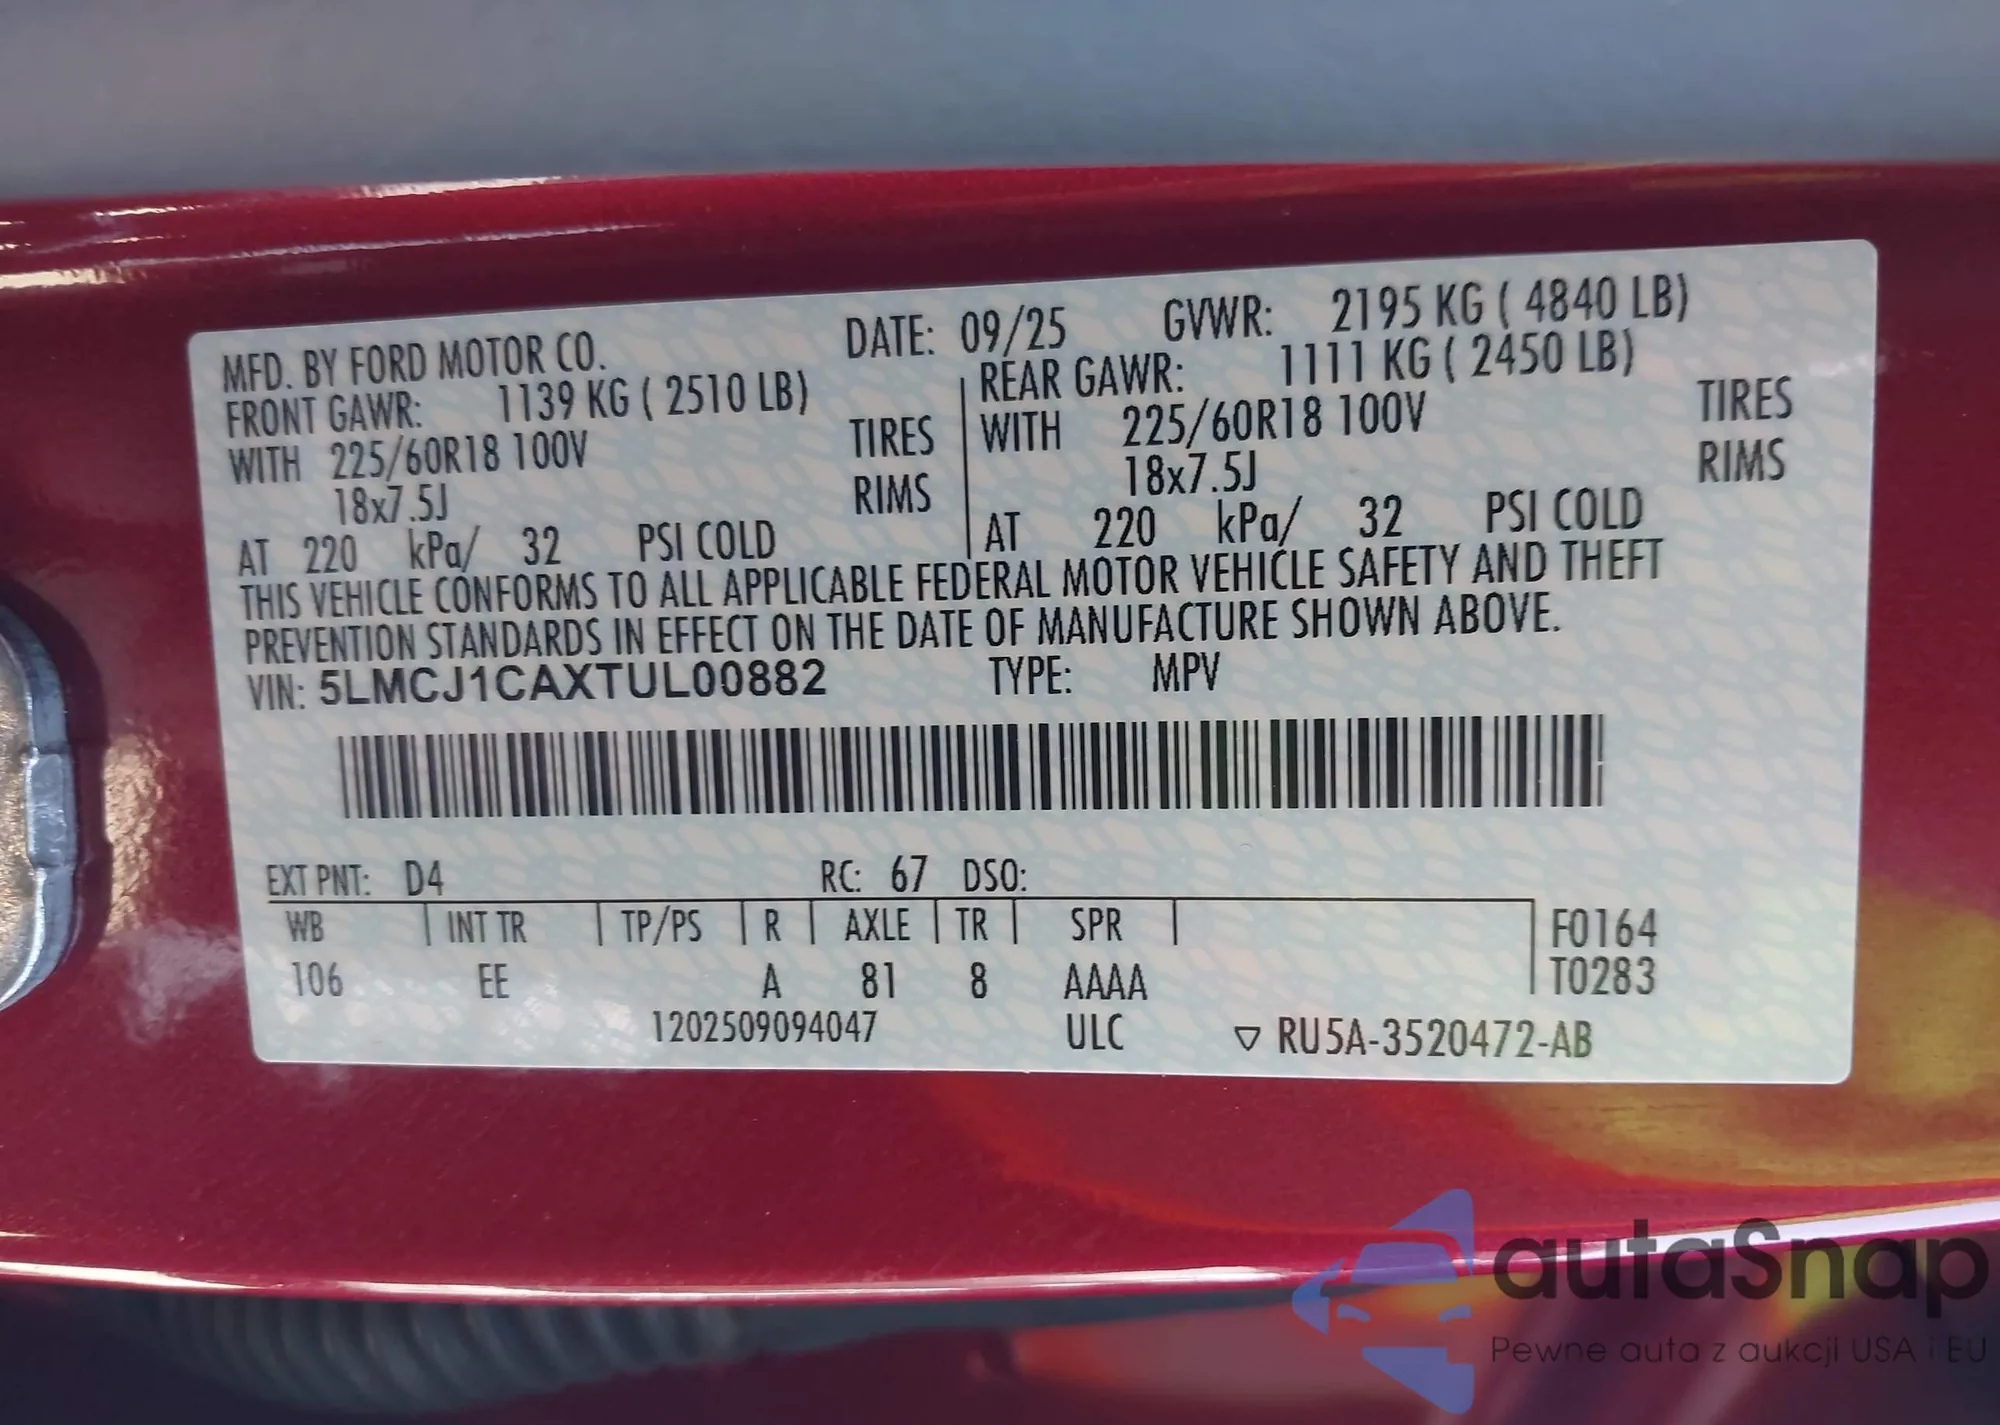 MFD. BY FORD MOTOR CO. DATE: 09/25 GVWR: 2195 KG ( 4840 LB)
FRONT GAWR: 1139 KG ( 2510 LB) REAR GAWR: 1111 KG ( 2450 LB)
WITH 225/60R18 100V TIRES WITH 225/60R18 100V TIRES
18x7.5J RIMS 18x7.5J RIMS
AT 220 kPa/ 32 PSI COLD AT 220 kPa/ 32 PSI COLD
THIS VEHICLE CONFORMS TO ALL APPLICABLE FEDERAL MOTOR VEHICLE SAFETY AND THEFT
PREVENTION STANDARDS IN EFFECT ON THE DATE OF MANUFACTURE SHOWN ABOVE.
VIN: 5LMCJ1CAXTUL00882 TYPE: MPV
EXT PNT: D4 RC: 67 DSO:
WB INT TR TP/PS R AXLE TR SPR F0164
106 EE A 81 8 AAAA T0283
1202509094047 ULC ▽ RU5A-3520472-AB
autaSnap
Pewne auta z aukcji USA i EU